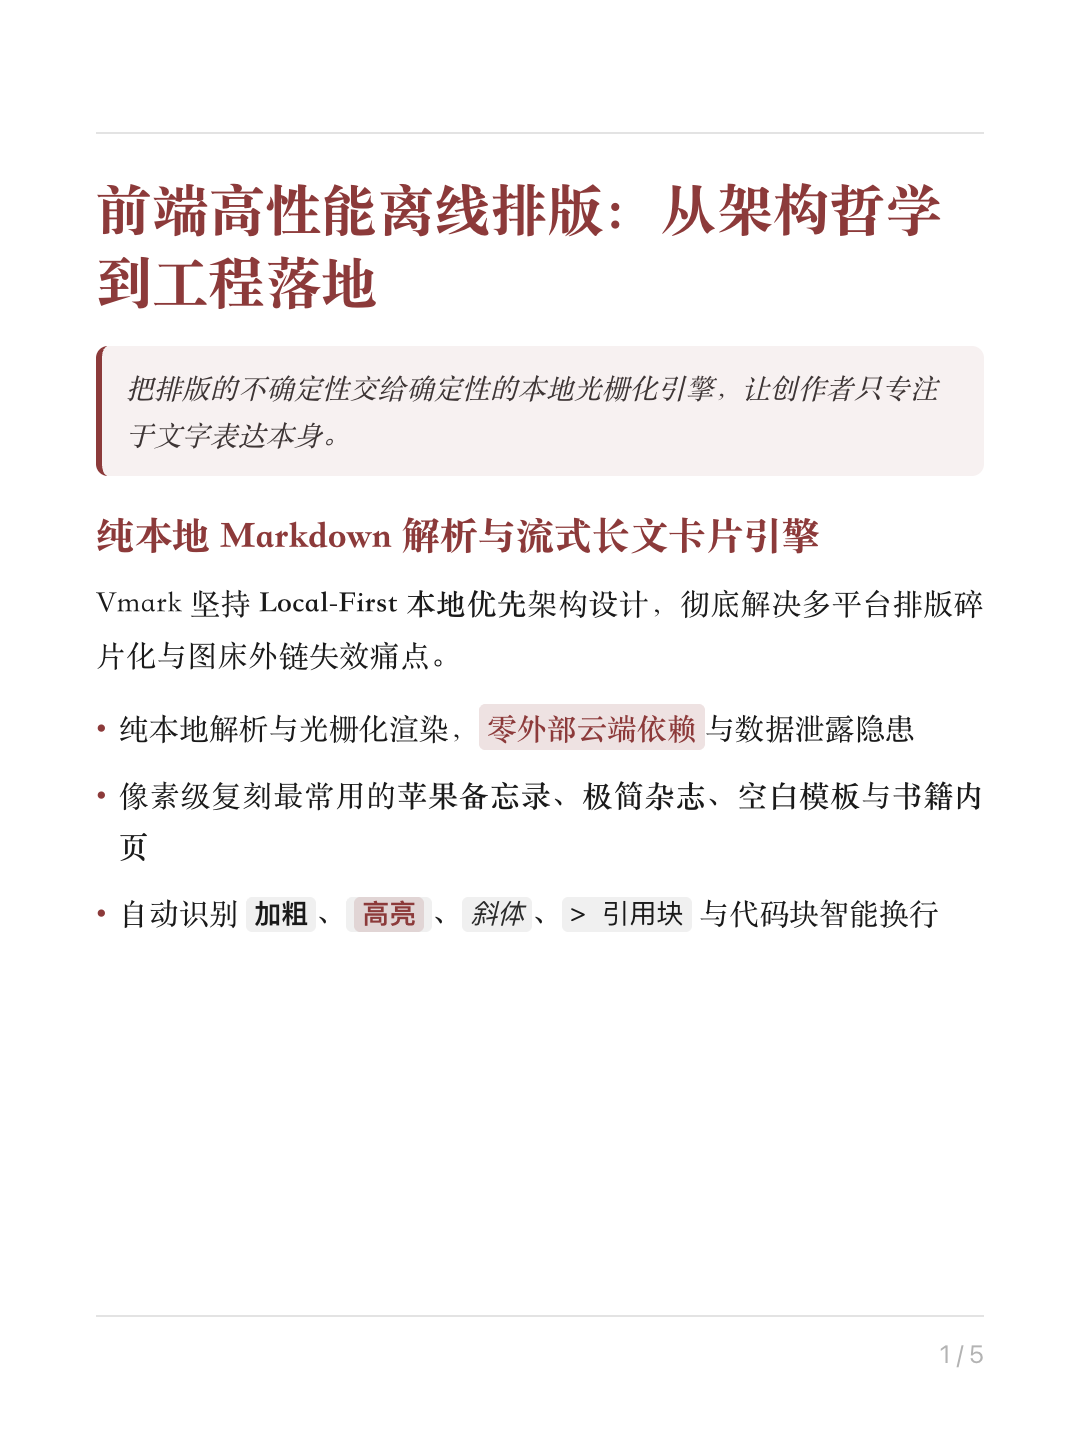 前端高性能离线排版：从架构哲学
到工程落地
把排版的不确定性交给确定性的本地光栅化引擎，让创作者只专注
于文字表达本身。
纯本地 Markdown 解析与流式长文卡片引擎
Vmark 坚持 Local-First 本地优先架构设计，彻底解决多平台排版碎
片化与图床外链失效痛点。
• 纯本地解析与光栅化渲染，零外部云端依赖与数据泄露隐患
• 像素级复刻最常用的苹果备忘录、极简杂志、空白模板与书籍内
页
• 自动识别 加粗、高亮、斜体、> 引用块 与代码块智能换行
1 / 5